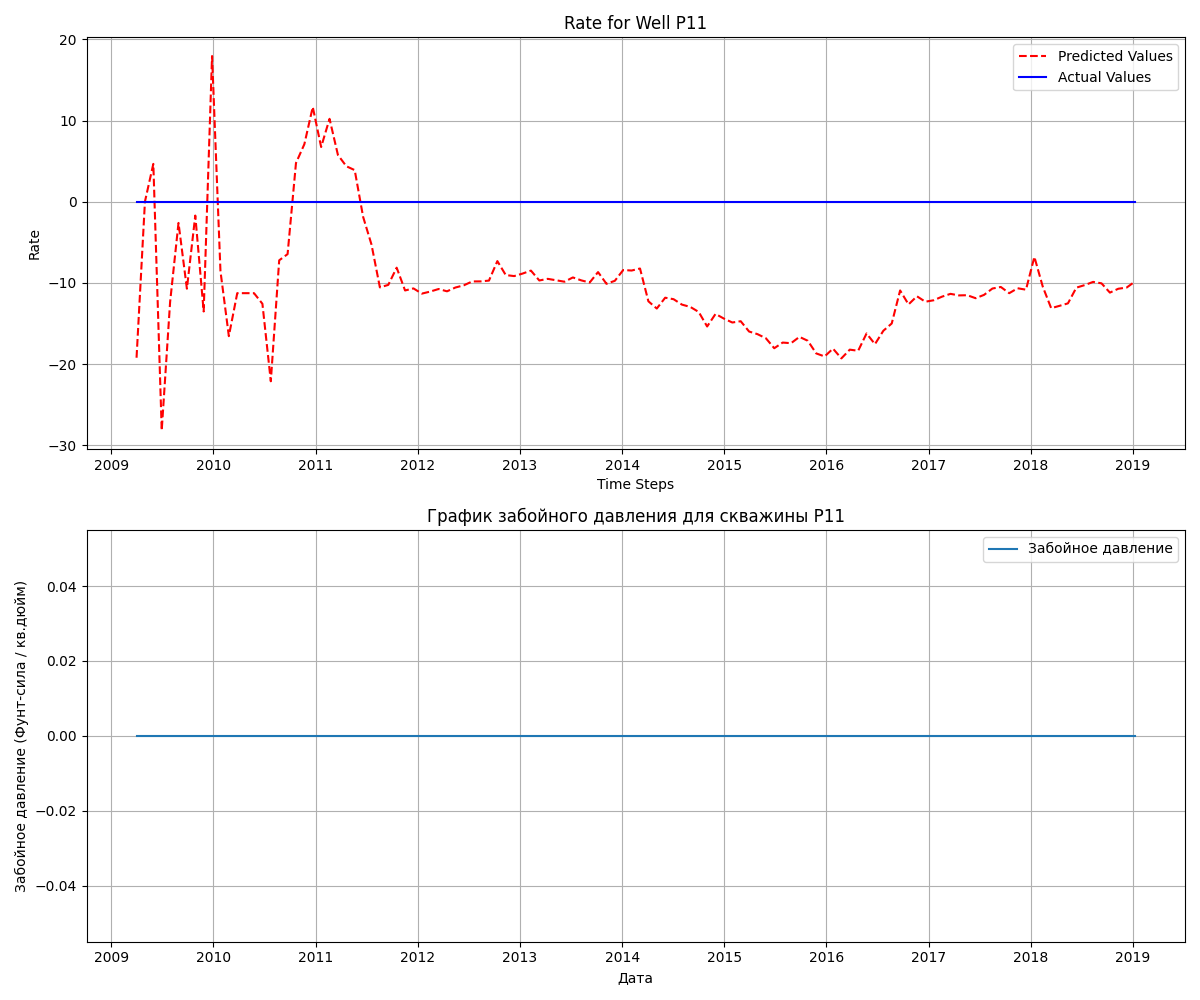 Rate for Well P11
Predicted Values
Actual Values
20
10
0
−10
−20
−30
Rate
2009 2010 2011 2012 2013 2014 2015 2016 2017 2018 2019
Time Steps
График забойного давления для скважины P11
Забойное давление
0.04
0.02
0.00
−0.02
−0.04
Забойное давление (Фунт-сила / кв.дюйм)
2009 2010 2011 2012 2013 2014 2015 2016 2017 2018 2019
Дата